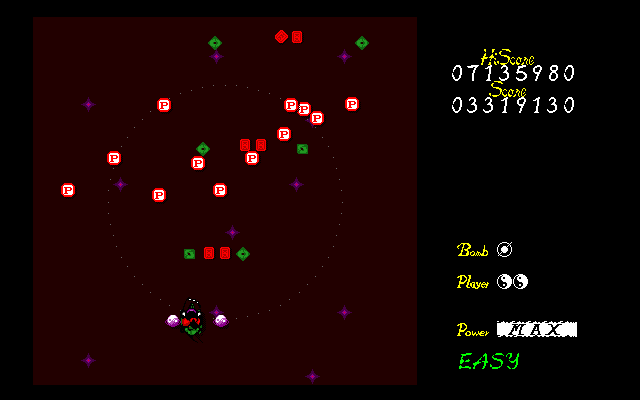 HiScore
07135980
Score
03319130
P
P P P P
P
P
P P P
P P P
Bomb
Player
Power MAX
EASY